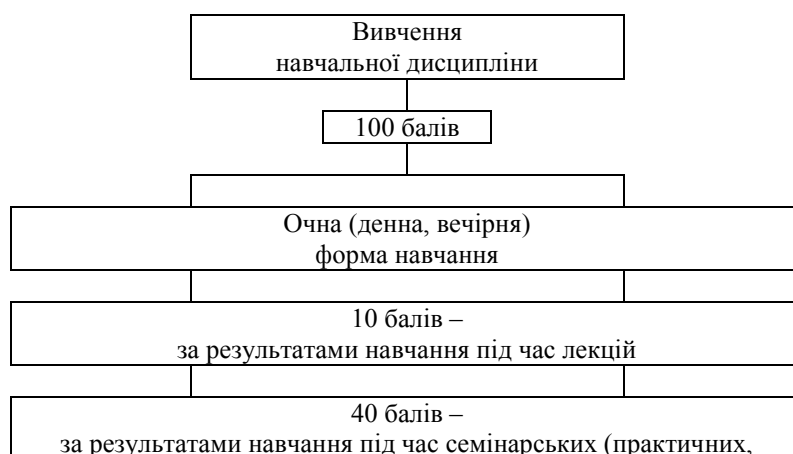 Вивчення
навчальної дисципліни
100 балів
Очна (денна, вечірня)
форма навчання
10 балів –
за результатами навчання під час лекцій
40 балів –
за результатами навчання під час семінарських (практичних,